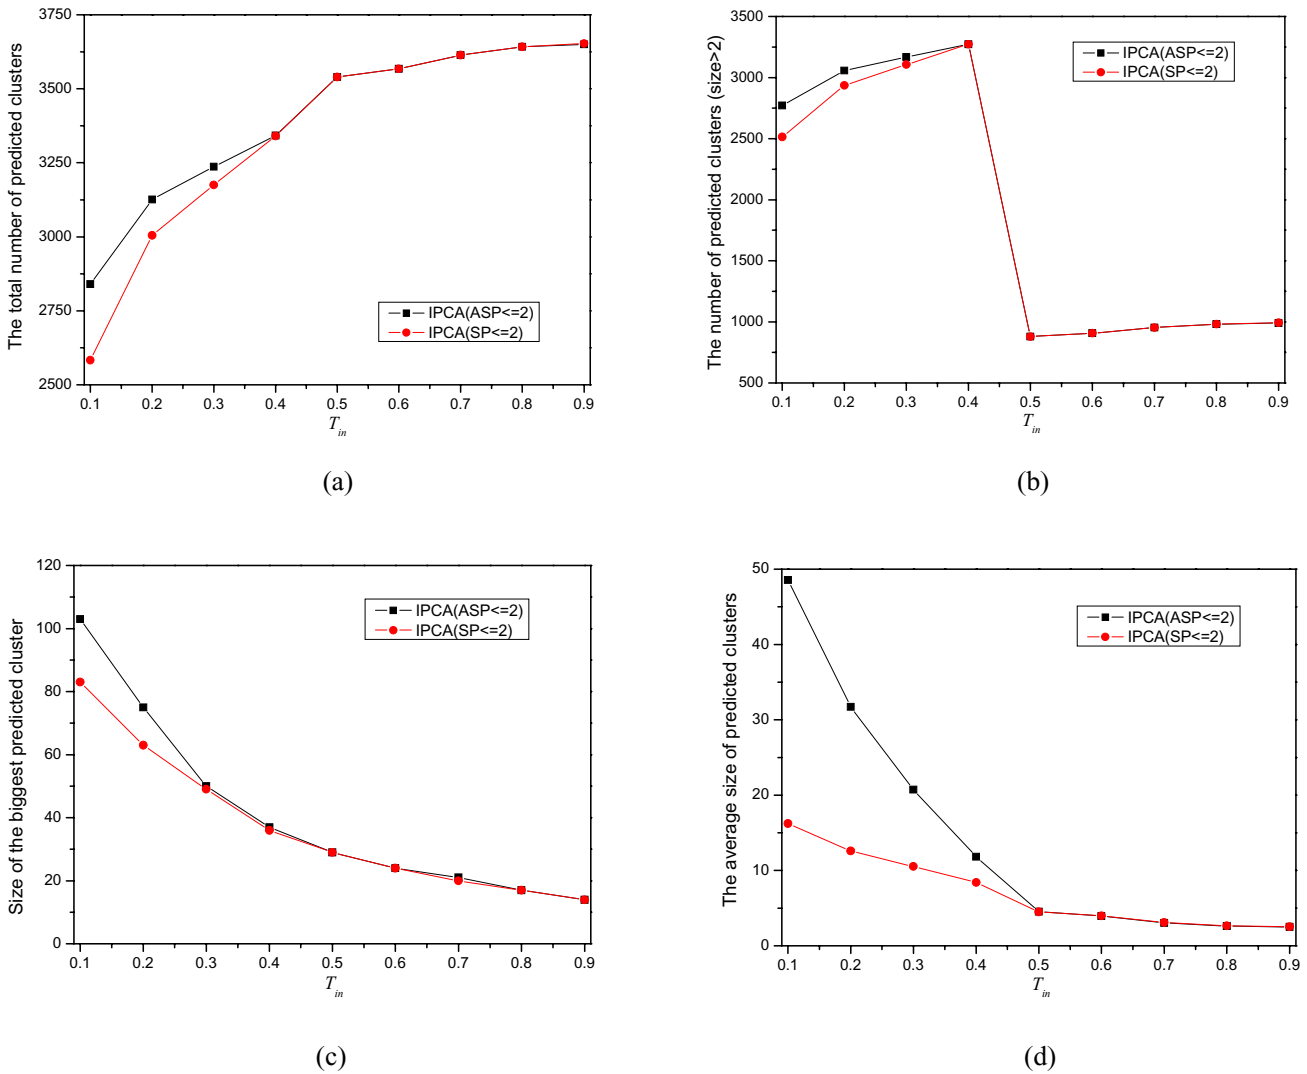 The total number of predicted clusters
3750
3500
3250
3000
2750
2500
IPCA(ASP<=2)
IPCA(SP<=2)
0.1 0.2 0.3 0.4 0.5 0.6 0.7 0.8 0.9
T_in
(a)
The number of predicted clusters (size>2)
3500
3000
2500
2000
1500
1000
500
IPCA(ASP<=2)
IPCA(SP<=2)
0.1 0.2 0.3 0.4 0.5 0.6 0.7 0.8 0.9
T_in
(b)
Size of the biggest predicted cluster
120
100
80
60
40
20
0
IPCA(ASP<=2)
IPCA(SP<=2)
0.1 0.2 0.3 0.4 0.5 0.6 0.7 0.8 0.9
T_in
(c)
The average size of predicted clusters
50
40
30
20
10
0
IPCA(ASP<=2)
IPCA(SP<=2)
0.1 0.2 0.3 0.4 0.5 0.6 0.7 0.8 0.9
T_in
(d)